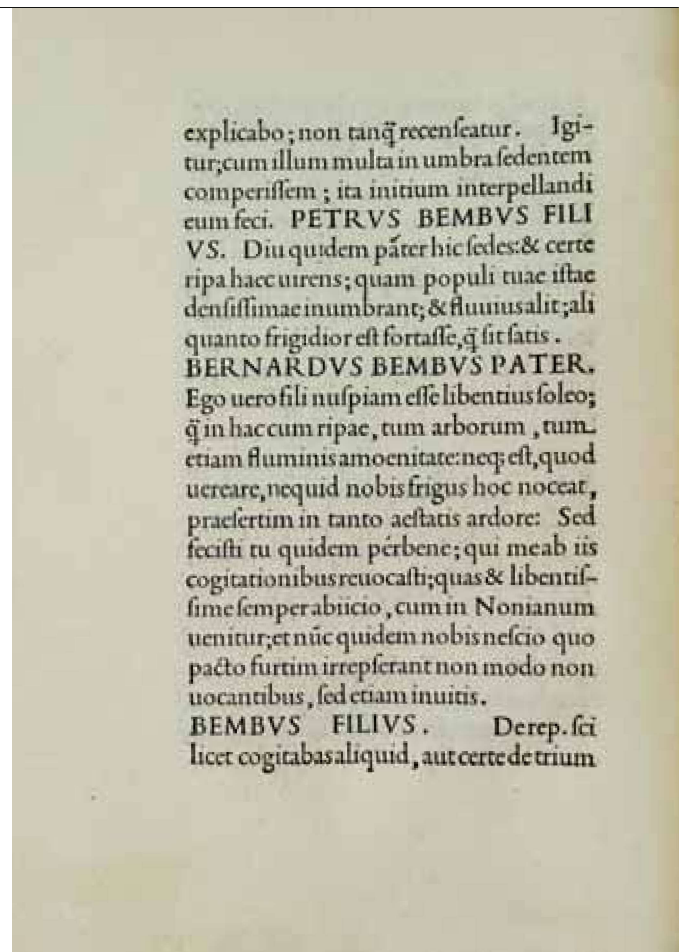 explicabo; non tanq̃ recenſeatur. Igi-
tur; cum illum multa in umbra ſedentem
comperiſſem; ita initium interpellandi
eum feci. PETRVS BEMBVS FILI
VS. Diu quidem páter hic ſedes: & certe
ripa haec uirens; quam populi tuae iſtae
denſiſſimae inumbrant; & fluuius alit; ali
quanto frigidior eſt fortaſſe, q̃ ſit ſatis.
BERNARDVS BEMBVS PATER.
Ego uero fili nuſpiam eſſe libentius ſoleo;
q̃ in hac cum ripae, tum arborum, tum
etiam fluminis amoenitate: neq; eſt, quod
uereare, nequid nobis frigus hoc noceat,
praeſertim in tanto aeſtatis ardore: Sed
feciſti tu quidem pérbene; qui me ab iis
cogitationibus reuocaſti; quas & libentiſ-
ſime ſemper abiicio, cum in Nonianum
uenitur; et nũc quidem nobis neſcio quo
pacto furtim irrepſerant non modo non
uocantibus, ſed etiam inuitis.
BEMBVS FILIVS. De rep. ſci
licet cogitabas aliquid, aut certe de trium